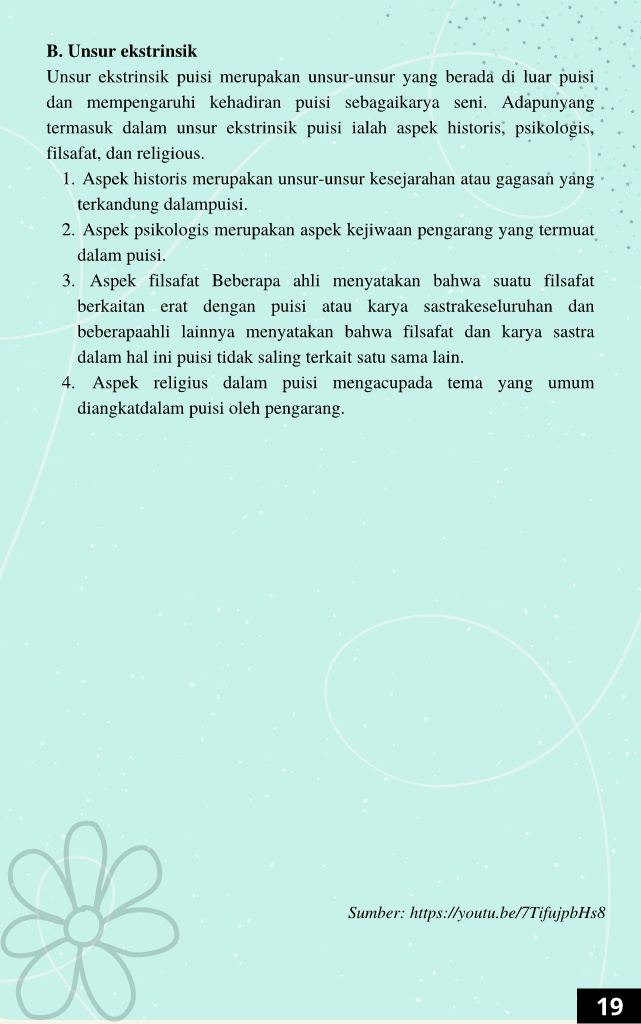 B. Unsur ekstrinsik
Unsur ekstrinsik puisi merupakan unsur-unsur yang berada di luar puisi
dan mempengaruhi kehadiran puisi sebagaikarya seni. Adapunyang
termasuk dalam unsur ekstrinsik puisi ialah aspek historis, psikologis,
filsafat, dan religious.
1. Aspek historis merupakan unsur-unsur kesejarahan atau gagasan yang
terkandung dalampuisi.
2. Aspek psikologis merupakan aspek kejiwaan pengarang yang termuat
dalam puisi.
3. Aspek filsafat Beberapa ahli menyatakan bahwa suatu filsafat
berkaitan erat dengan puisi atau karya sastrakeseluruhan dan
beberapaahli lainnya menyatakan bahwa filsafat dan karya sastra
dalam hal ini puisi tidak saling terkait satu sama lain.
4. Aspek religius dalam puisi mengacupada tema yang umum
diangkatdalam puisi oleh pengarang.
Sumber: https://youtu.be/7TifujpbHs8
19